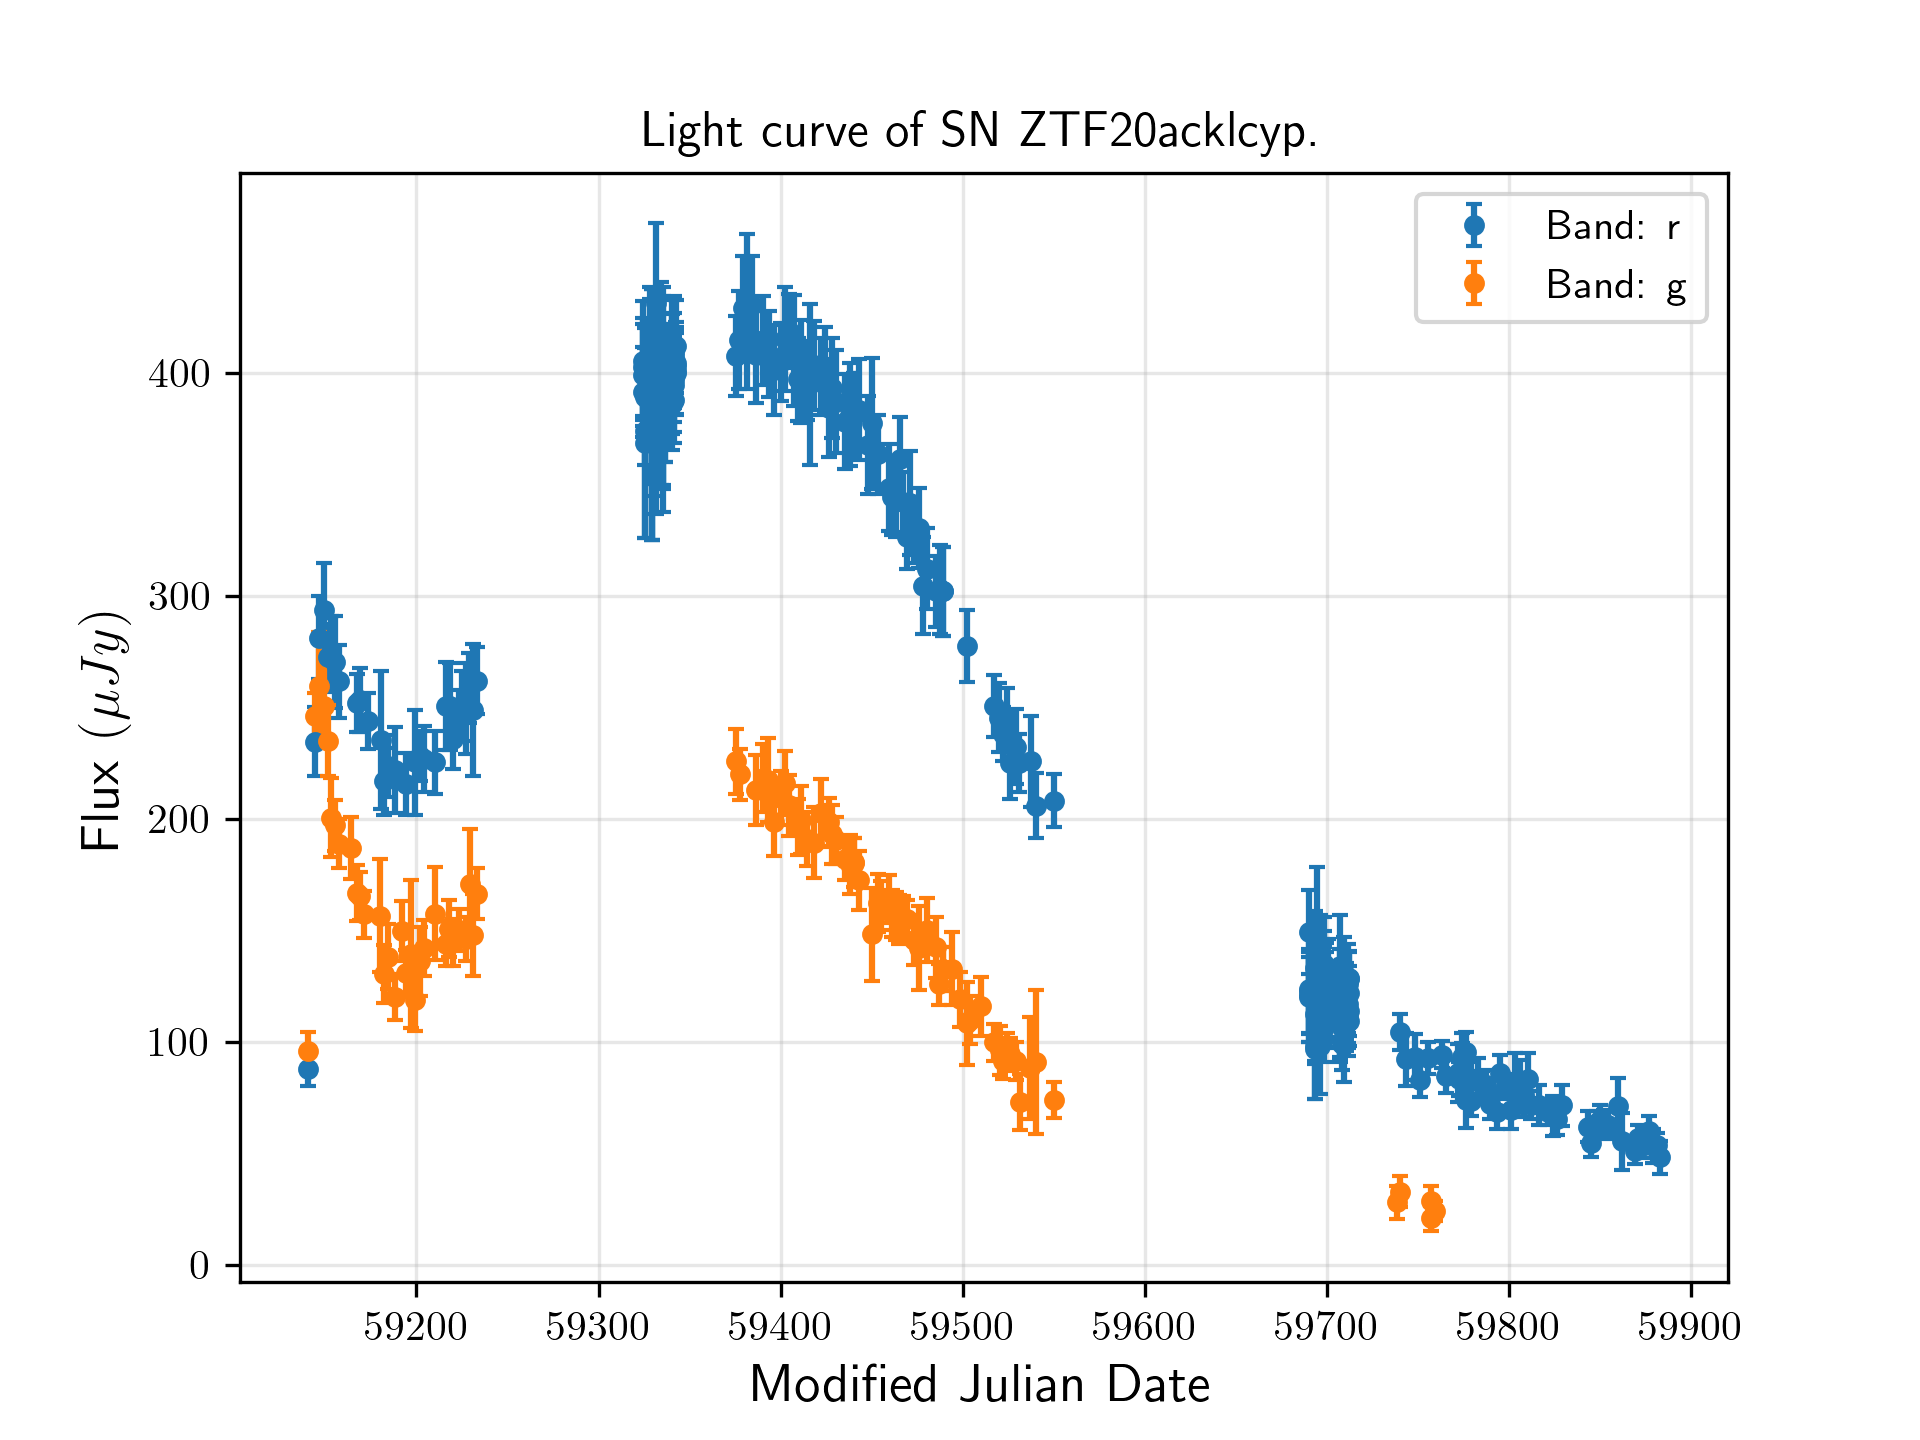 Light curve of SN ZTF20acklcyp.
Band: r
Band: g
Flux (μJy)
400
300
200
100
0
59200 59300 59400 59500 59600 59700 59800 59900
Modified Julian Date